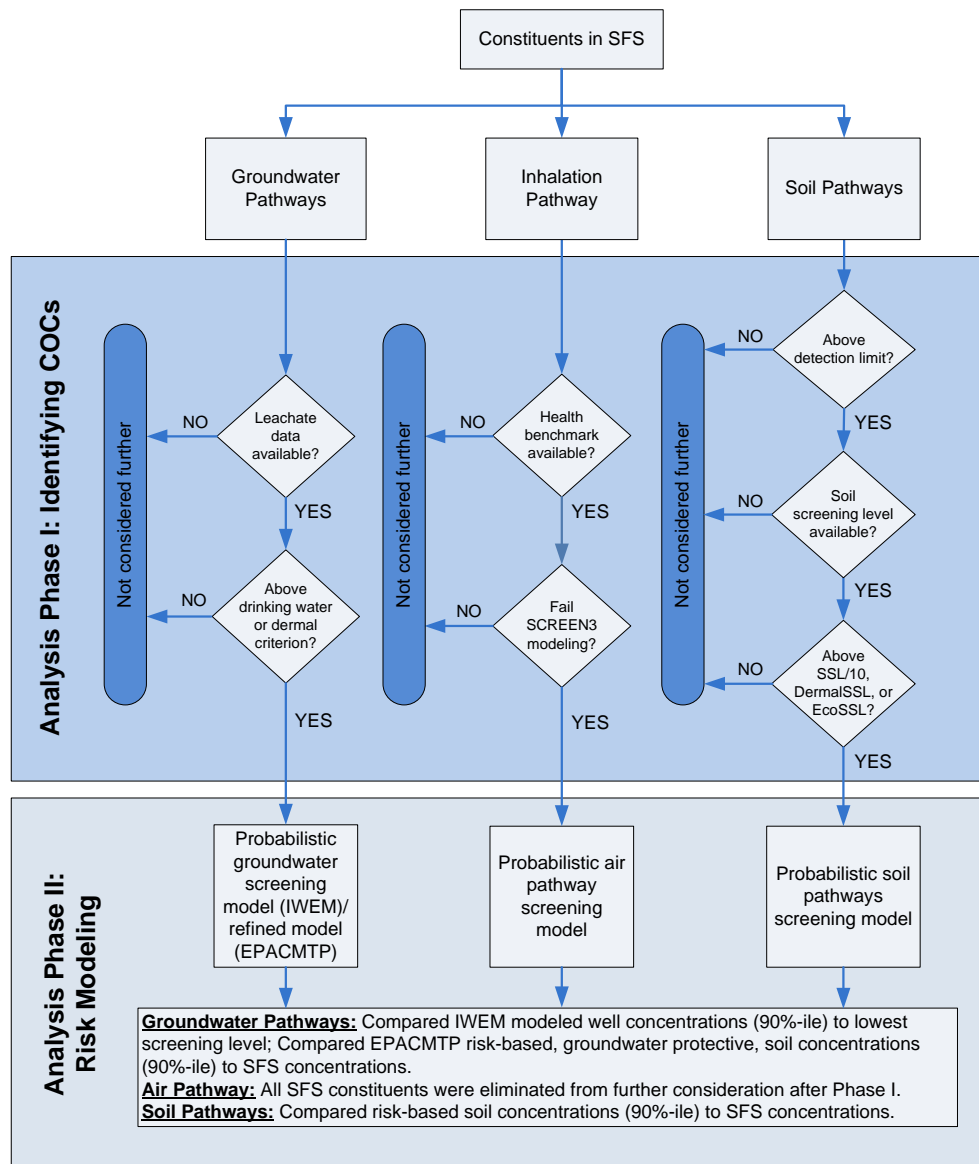 Constituents in SFS
Groundwater
Pathways
Inhalation
Pathway
Soil Pathways
Analysis Phase I: Identifying COCs
Not considered further
Leachate
data
available?
NO
YES
Above
drinking water
or dermal
criterion?
NO
YES
Not considered further
Health
benchmark
available?
NO
YES
Fail
SCREEN3
modeling?
NO
YES
Not considered further
Above
detection limit?
NO
YES
Soil
screening level
available?
NO
YES
Above
SSL/10,
DermalSSL, or
EcoSSL?
NO
YES
Analysis Phase II:
Risk Modeling
Probabilistic
groundwater
screening
model (IWEM)/
refined model
(EPACMTP)
Probabilistic air
pathway
screening
model
Probabilistic soil
pathways
screening model
Groundwater Pathways: Compared IWEM modeled well concentrations (90%-ile) to lowest
screening level; Compared EPACMTP risk-based, groundwater protective, soil concentrations
(90%-ile) to SFS concentrations.
Air Pathway: All SFS constituents were eliminated from further consideration after Phase I.
Soil Pathways: Compared risk-based soil concentrations (90%-ile) to SFS concentrations.